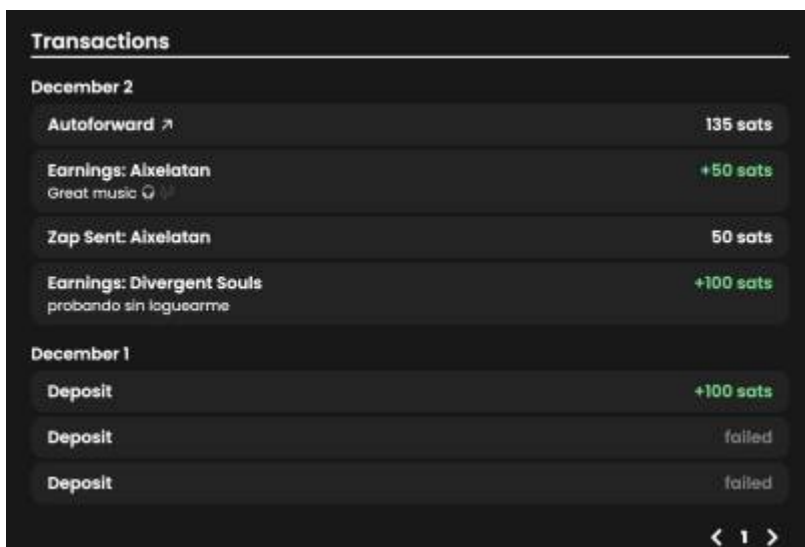 Transactions
December 2
Autoforward ↗ 135 sats
Earnings: Aixelatan +50 sats
Great music 🎧
Zap Sent: Aixelatan 50 sats
Earnings: Divergent Souls +100 sats
probando sin loguearme
December 1
Deposit +100 sats
Deposit failed
Deposit failed
< 1 >